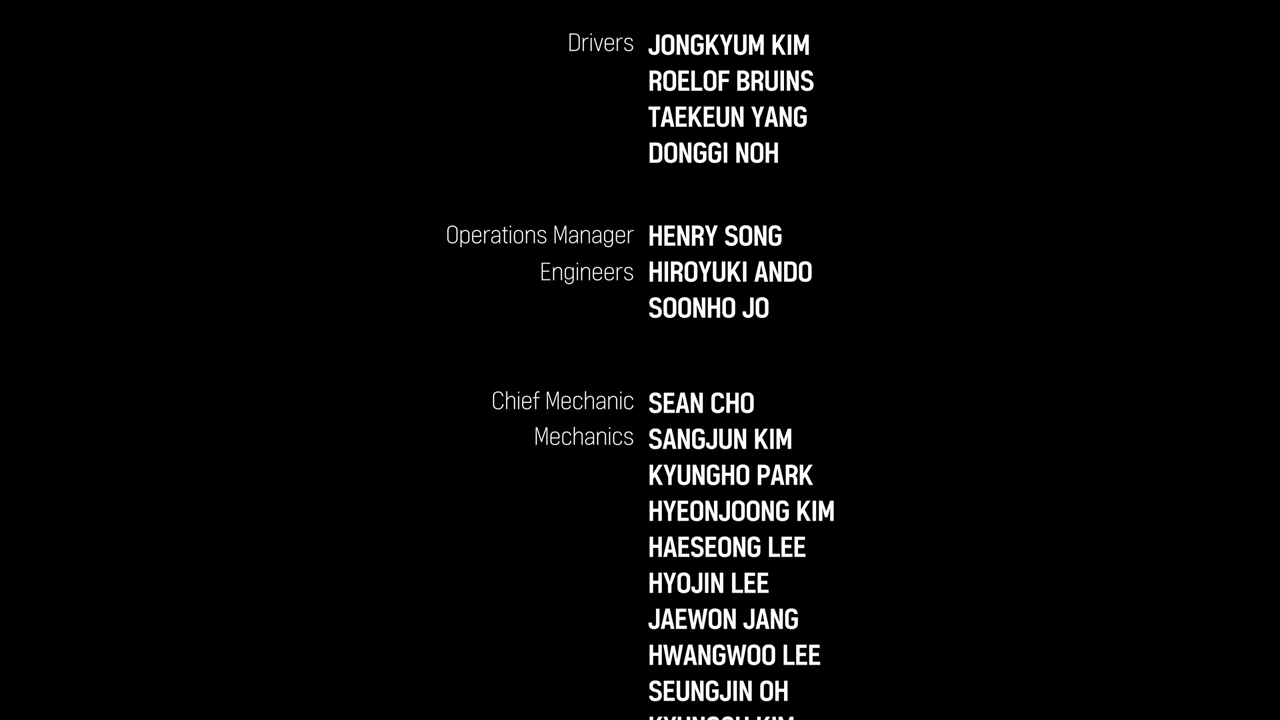 Drivers JONGKYUM KIM
ROELOF BRUINS
TAEKEUN YANG
DONGGI NOH
Operations Manager HENRY SONG
Engineers HIROYUKI ANDO
SOONHO JO
Chief Mechanic SEAN CHO
Mechanics SANGJUN KIM
KYUNGHO PARK
HYEONJOONG KIM
HAESEONG LEE
HYOJIN LEE
JAEWON JANG
HWANGWOO LEE
SEUNGJIN OH
KIM